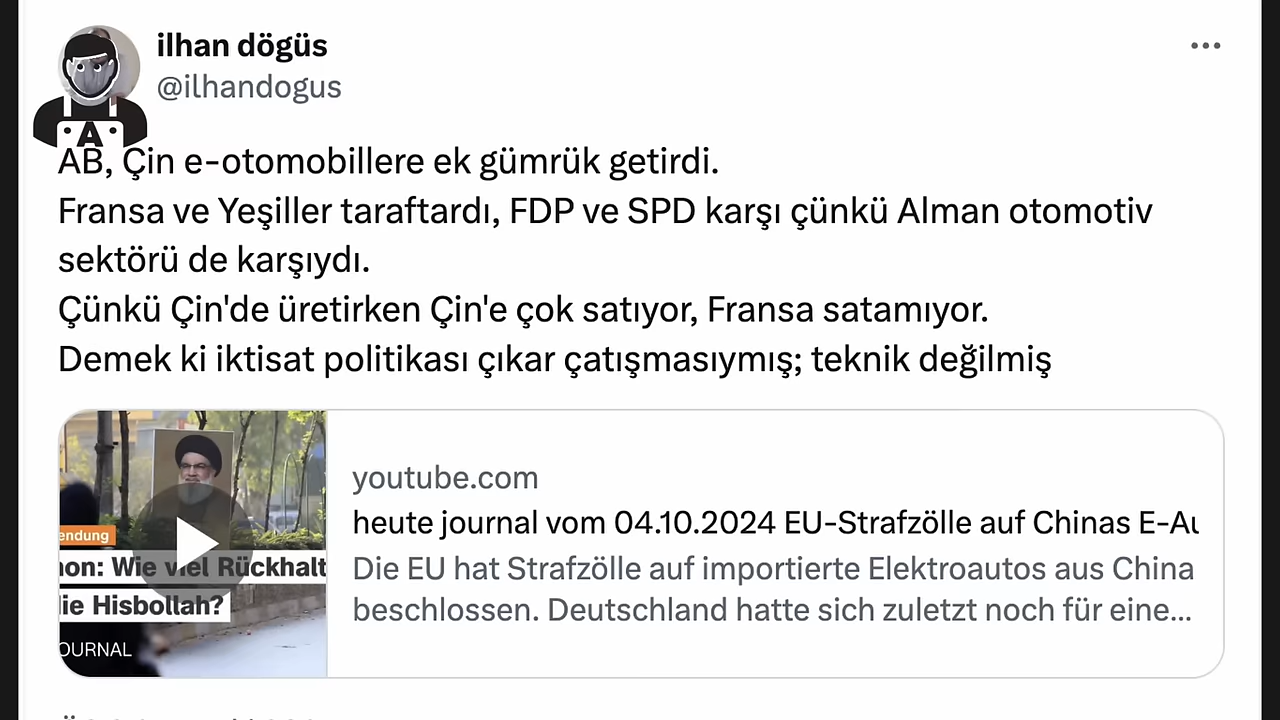 ilhan dögüs
@ilhandogus
A
AB, Çin e-otomobillere ek gümrük getirdi.
Fransa ve Yeşiller taraftardı, FDP ve SPD karşı çünkü Alman otomotiv
sektörü de karşıydı.
Çünkü Çin'de üretirken Çin'e çok satıyor, Fransa satamıyor.
Demek ki iktisat politikası çıkar çatışmasıymış; teknik değilmiş
endung
non: Wie viel Rückhalt
die Hisbollah?
OURNAL
youtube.com
heute journal vom 04.10.2024 EU-Strafzölle auf Chinas E-Au
Die EU hat Strafzölle auf importierte Elektroautos aus China
beschlossen. Deutschland hatte sich zuletzt noch für eine...